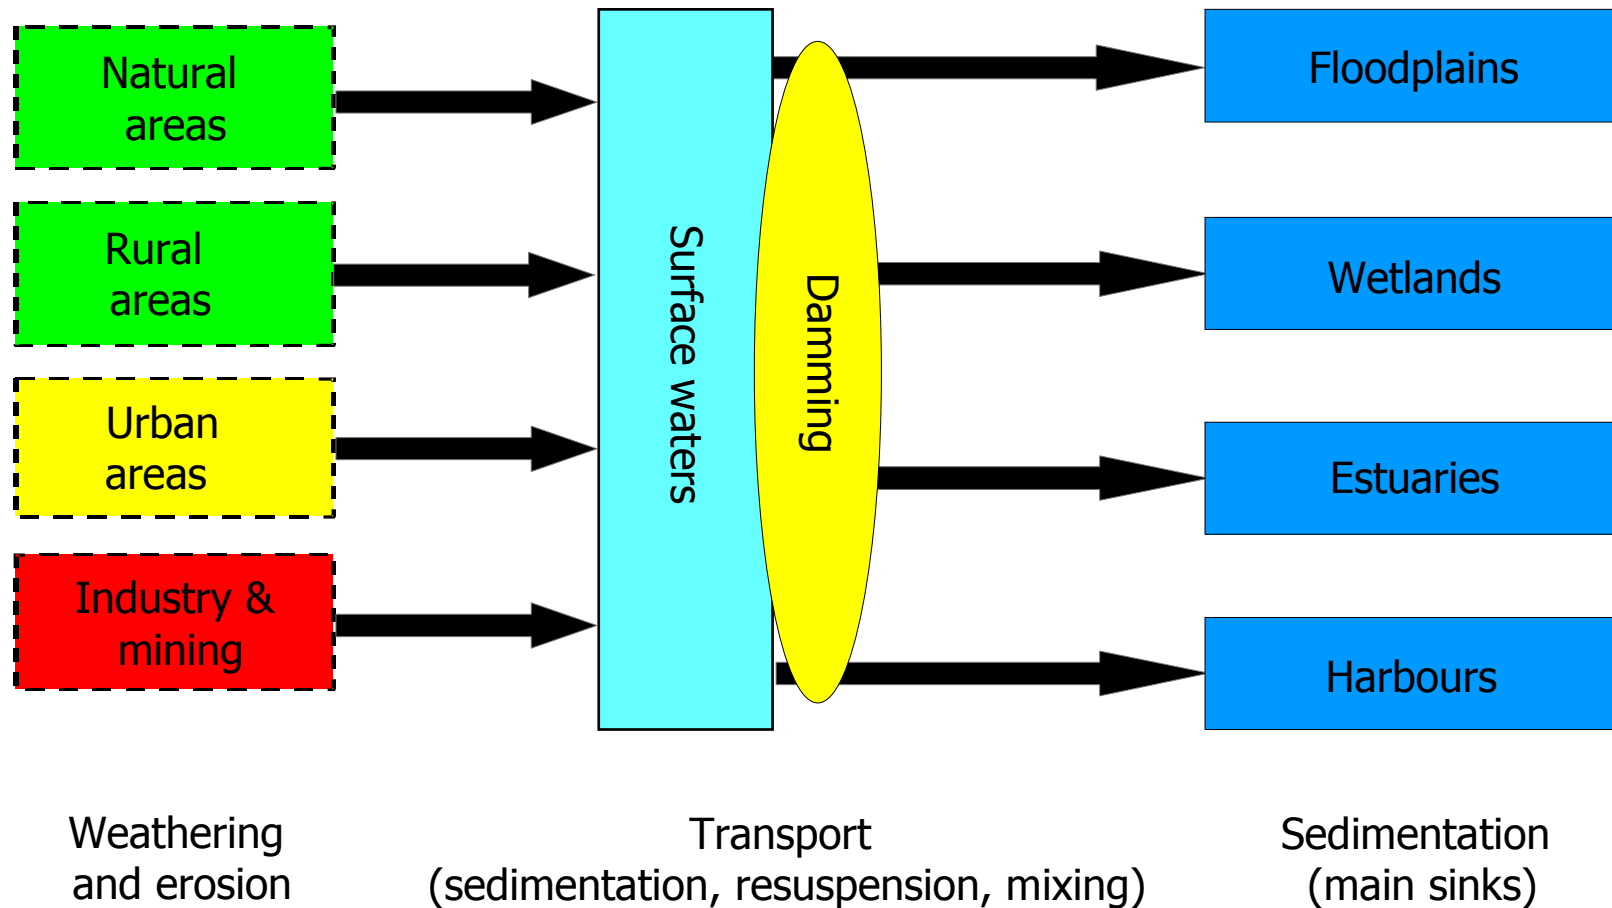 Natural
areas
Rural
areas
Urban
areas
Industry &
mining
Surface waters
Damming
Floodplains
Wetlands
Estuaries
Harbours
Weathering
and erosion
Transport
(sedimentation, resuspension, mixing)
Sedimentation
(main sinks)